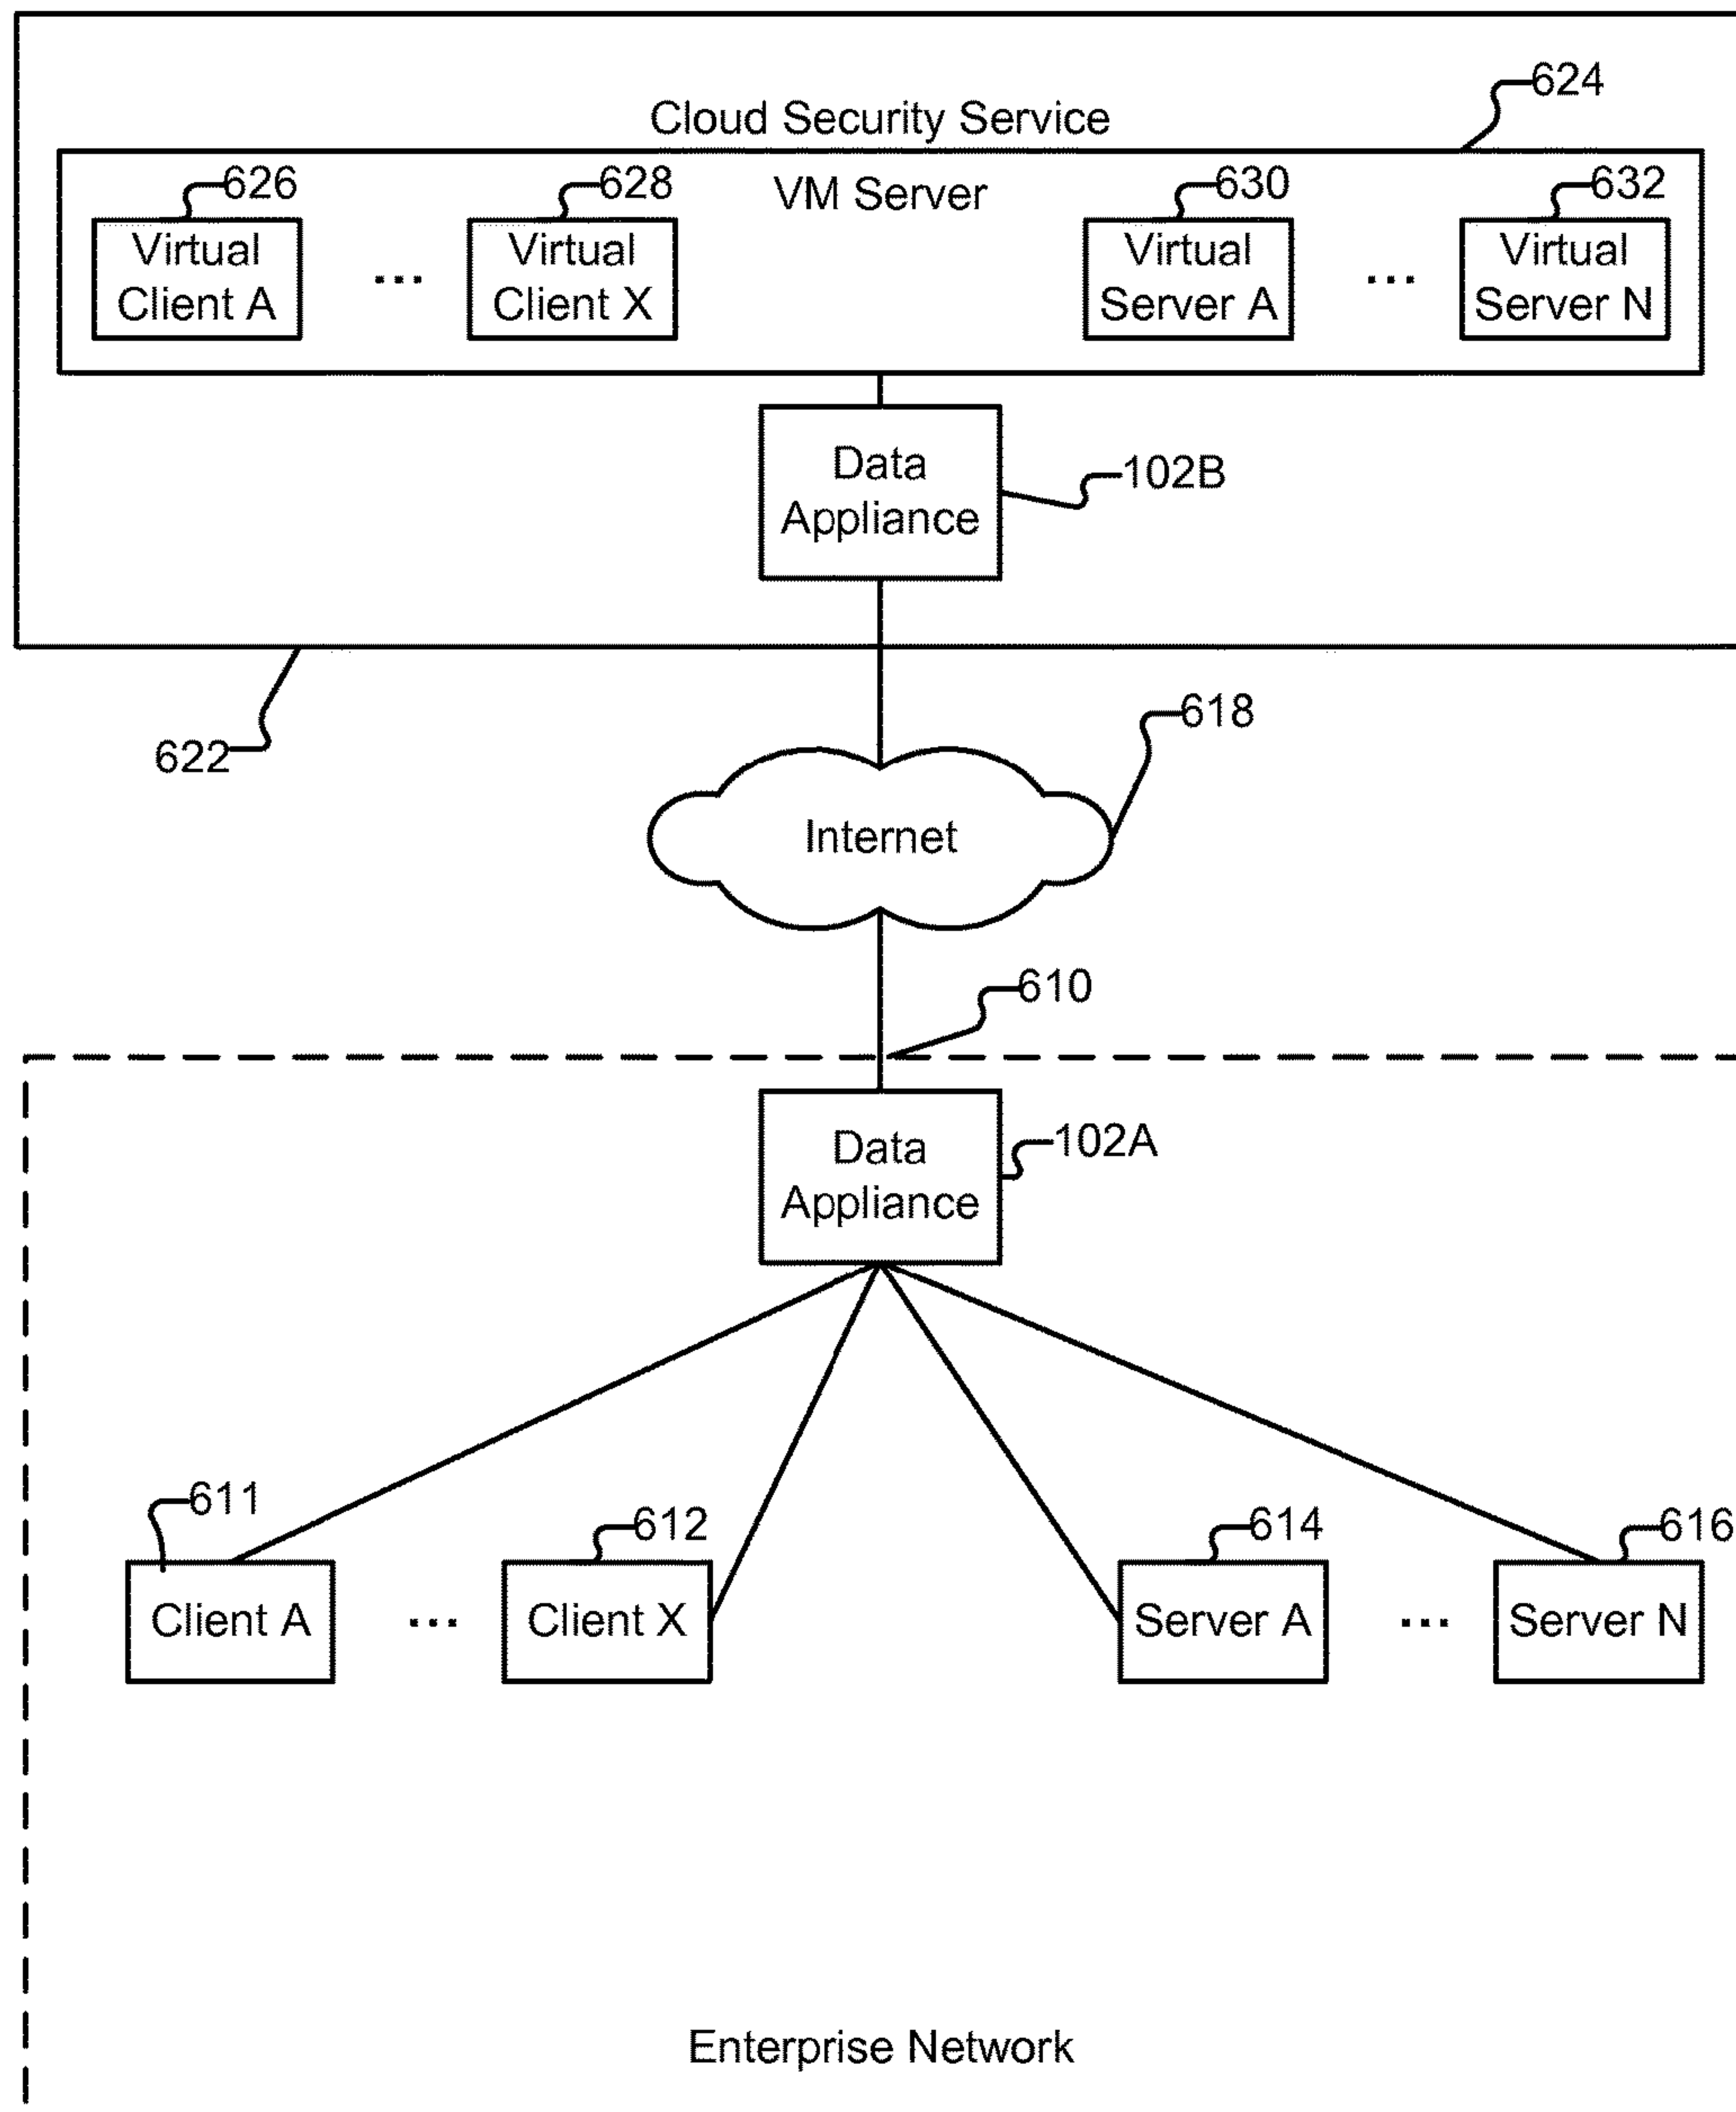 624
Cloud Security Service
626
628
VM Server
630
632
Virtual
Client A
...
Virtual
Client X
Virtual
Server A
...
Virtual
Server N
Data
Appliance
102B
622
618
Internet
610
Data
Appliance
102A
611
612
614
616
Client A
...
Client X
Server A
...
Server N
Enterprise Network